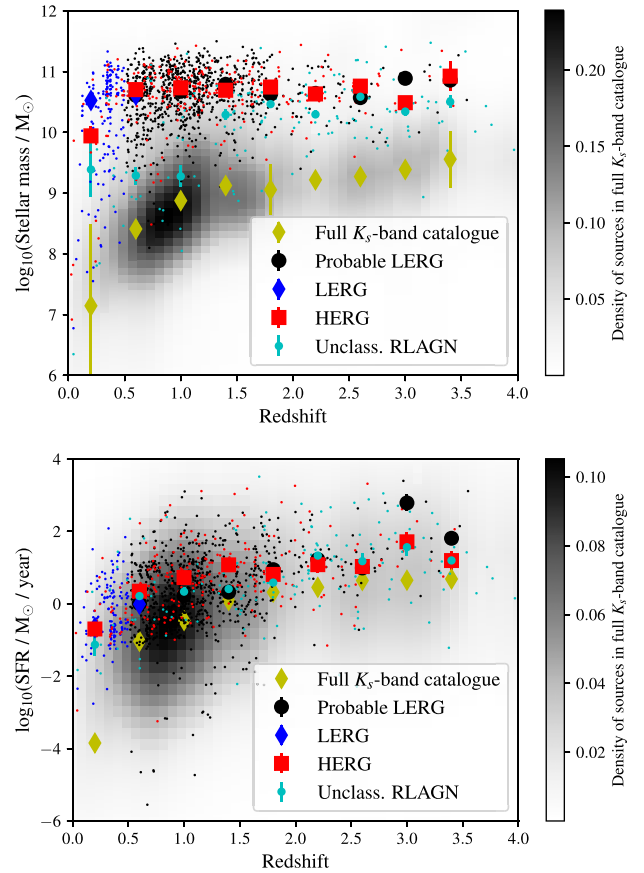 12
11
10
9
8
7
6
log₁₀(Stellar mass / M⊙)
Full Kₛ-band catalogue
Probable LERG
LERG
HERG
Unclass. RLAGN
0.0 0.5 1.0 1.5 2.0 2.5 3.0 3.5 4.0
Redshift
0.20
0.15
0.10
0.05
Density of sources in full Kₛ-band catalogue
4
2
0
−2
−4
−6
log₁₀(SFR / M⊙ / year)
Full Kₛ-band catalogue
Probable LERG
LERG
HERG
Unclass. RLAGN
0.0 0.5 1.0 1.5 2.0 2.5 3.0 3.5 4.0
Redshift
0.10
0.08
0.06
0.04
0.02
Density of sources in full Kₛ-band catalogue